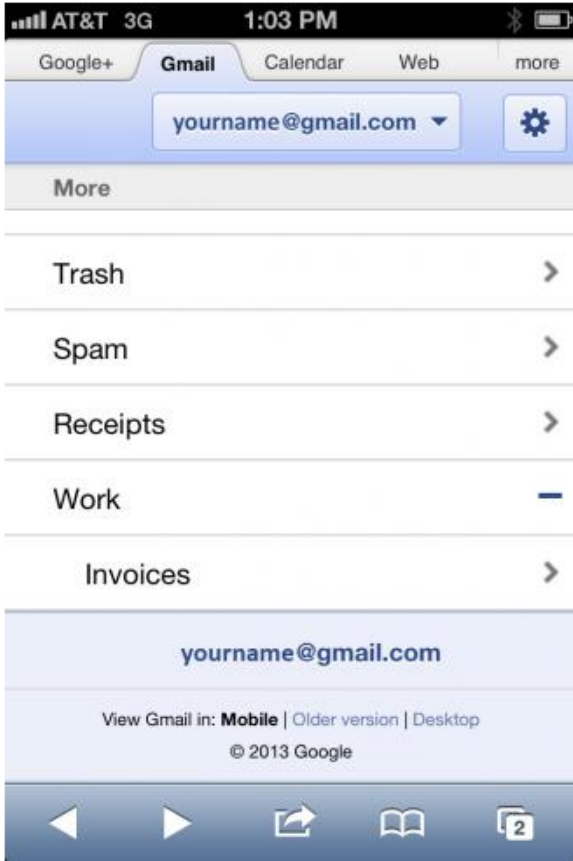 AT&T 3G 1:03 PM
Google+ Gmail Calendar Web more
yourname@gmail.com
More
Trash
Spam
Receipts
Work
Invoices
yourname@gmail.com
View Gmail in: Mobile | Older version | Desktop
© 2013 Google
2